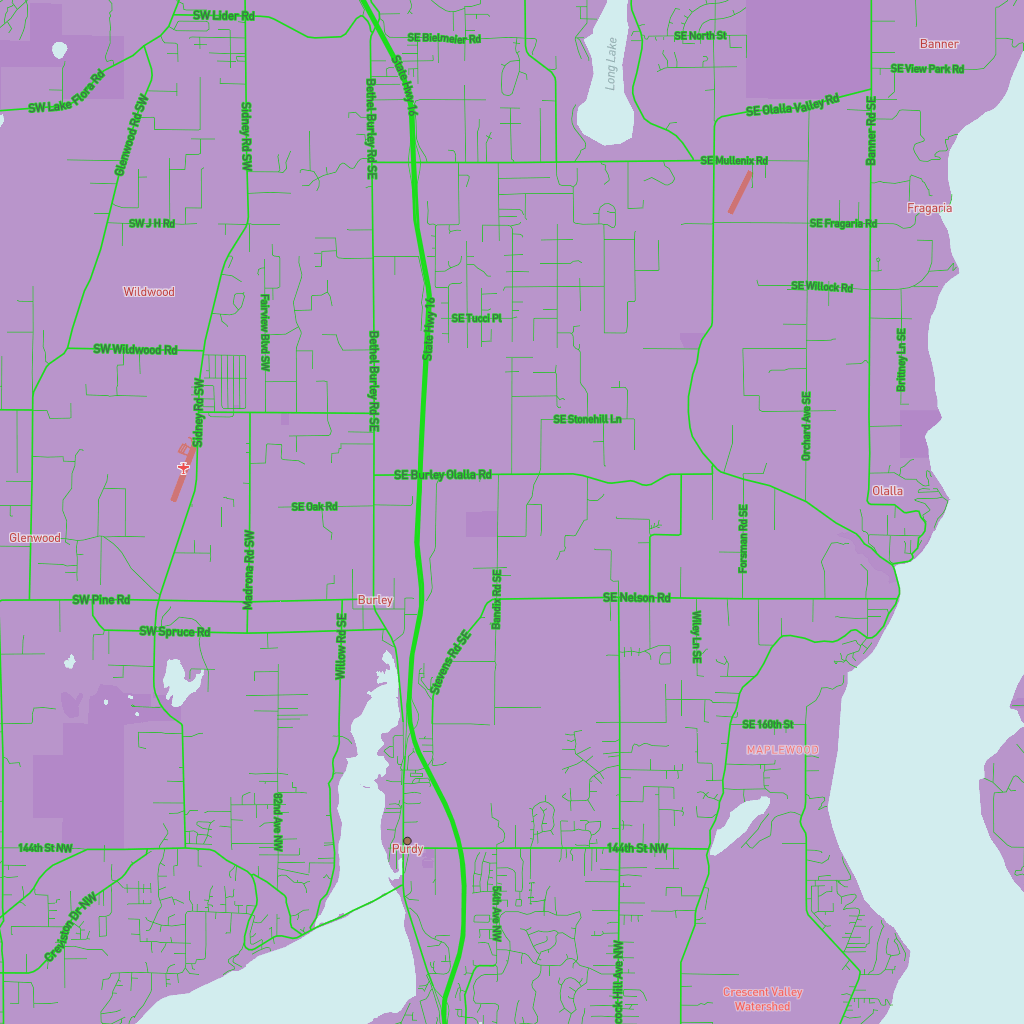 SW Lider Rd
SE Bielmeier Rd
SE North St
Banner
Long Lake
State Hwy 16
SE View Park Rd
SW Lake Flora Rd
SE Olalla Valley Rd
Glenwood Rd SW
Sidney Rd SW
Bethel Burley Rd SE
Banner Rd SE
SE Mullenix Rd
SW J H Rd
Fragaria
SE Fragaria Rd
Wildwood
SE Willock Rd
Fairview Blvd SW
SE Tucci Pl
State Hwy 16
SW Wildwood Rd
Bethel Burley Rd SE
Brittney Ln SE
Sidney Rd SW
SE Stonehill Ln
Orchard Ave SE
SE Burley Olalla Rd
Olalla
SE Oak Rd
Forsman Rd SE
Glenwood
Madrona Rd SW
SW Pine Rd
Burley
Bandix Rd SE
SE Nelson Rd
SW Spruce Rd
Willow Rd SE
Stevens Rd SE
Wiley Ln SE
SE 160th St
MAPLEWOOD
82nd Ave NW
144th St NW
Purdy
144th St NW
Creviston Dr NW
54th Ave NW
cock Hill Ave NW
Crescent Valley
Watershed